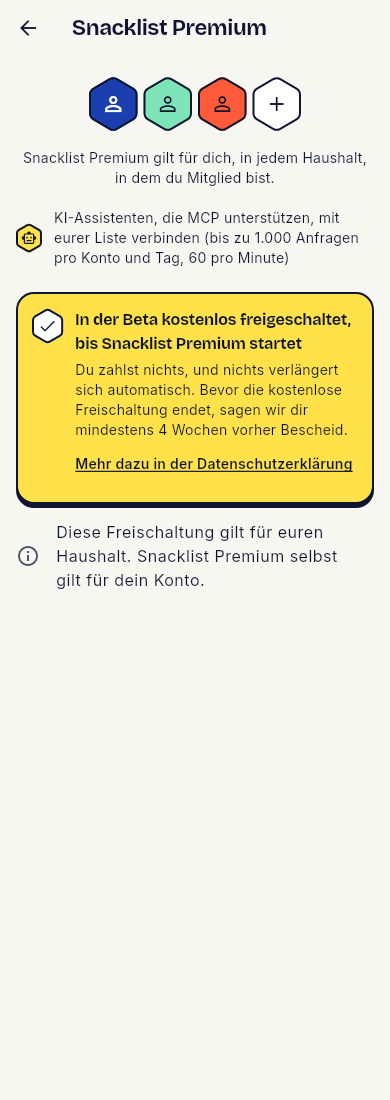 Snacklist Premium
Snacklist Premium gilt für dich, in jedem Haushalt,
in dem du Mitglied bist.
KI-Assistenten, die MCP unterstützen, mit
eurer Liste verbinden (bis zu 1.000 Anfragen
pro Konto und Tag, 60 pro Minute)
In der Beta kostenlos freigeschaltet,
bis Snacklist Premium startet
Du zahlst nichts, und nichts verlängert
sich automatisch. Bevor die kostenlose
Freischaltung endet, sagen wir dir
mindestens 4 Wochen vorher Bescheid.
Mehr dazu in der Datenschutzerklärung
Diese Freischaltung gilt für euren
Haushalt. Snacklist Premium selbst
gilt für dein Konto.